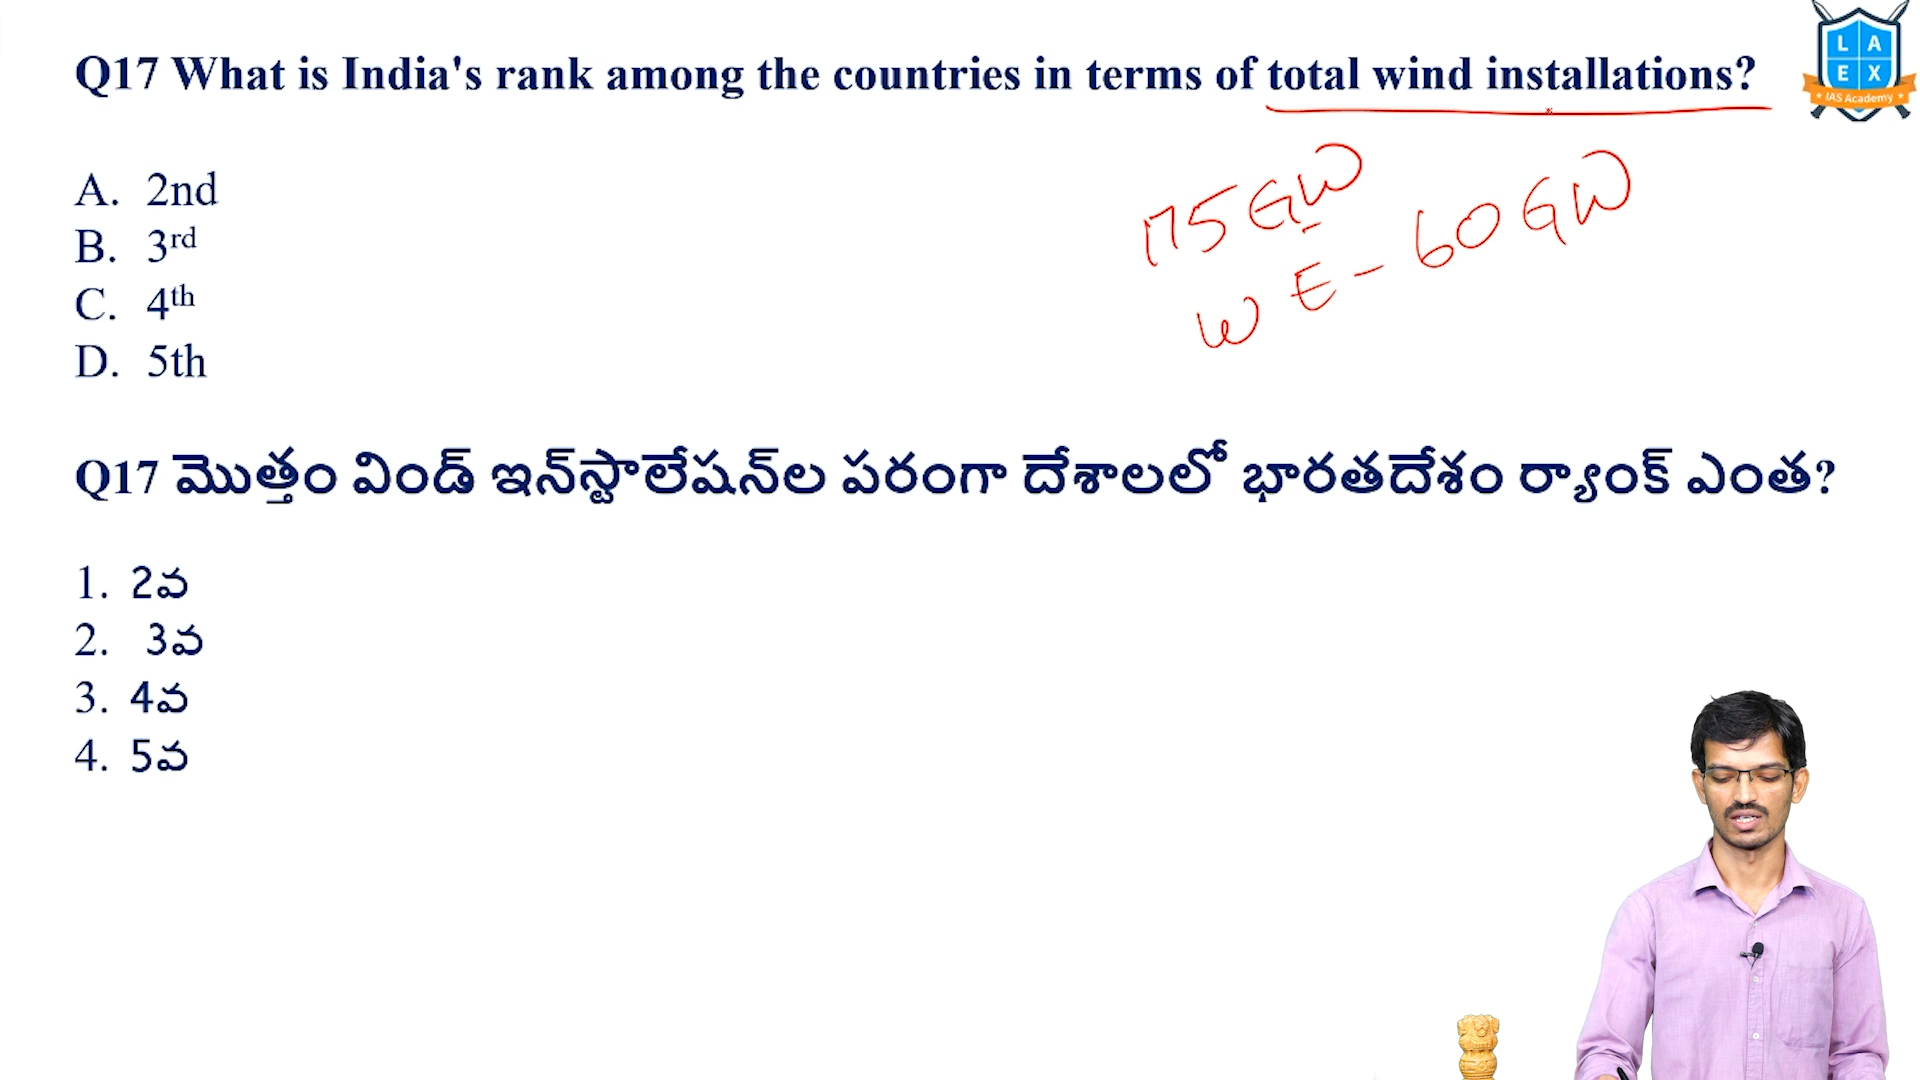 Q17 What is India's rank among the countries in terms of total wind installations?
L A
E X
IAS Academy
A. 2nd
B. 3rd
C. 4th
D. 5th
175 GW
WE - 60 GW
Q17 మొత్తం విండ్ ఇన్‌స్టాలేషన్‌ల పరంగా దేశాలలో భారతదేశం ర్యాంక్ ఎంత?
1. 2వ
2. 3వ
3. 4వ
4. 5వ